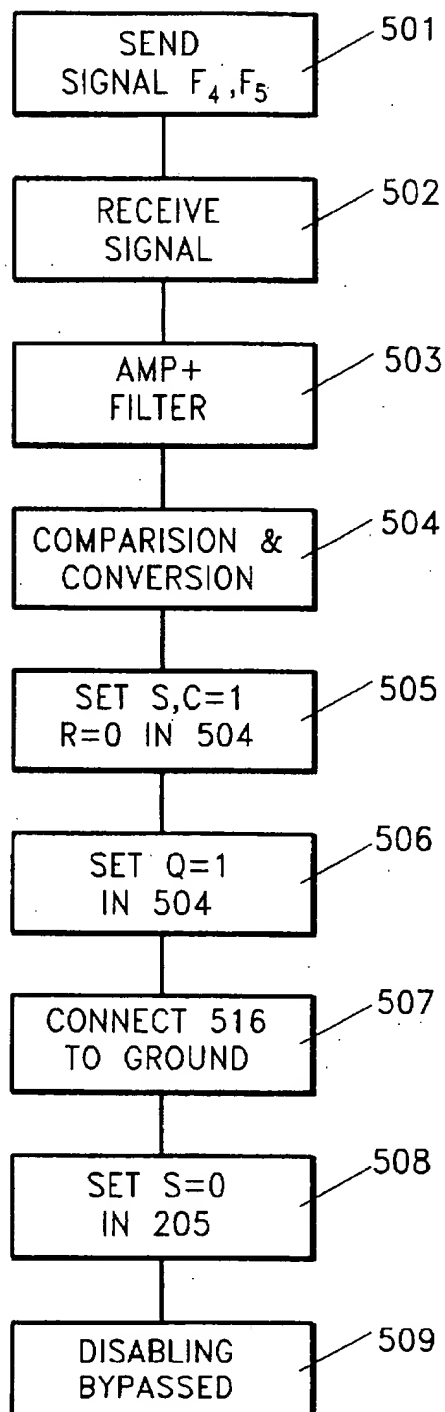 SEND
SIGNAL F4,F5
501
RECEIVE
SIGNAL
502
AMP+
FILTER
503
COMPARISION &
CONVERSION
504
SET S,C=1
R=0 IN 504
505
SET Q=1
IN 504
506
CONNECT 516
TO GROUND
507
SET S=0
IN 205
508
DISABLING
BYPASSED
509